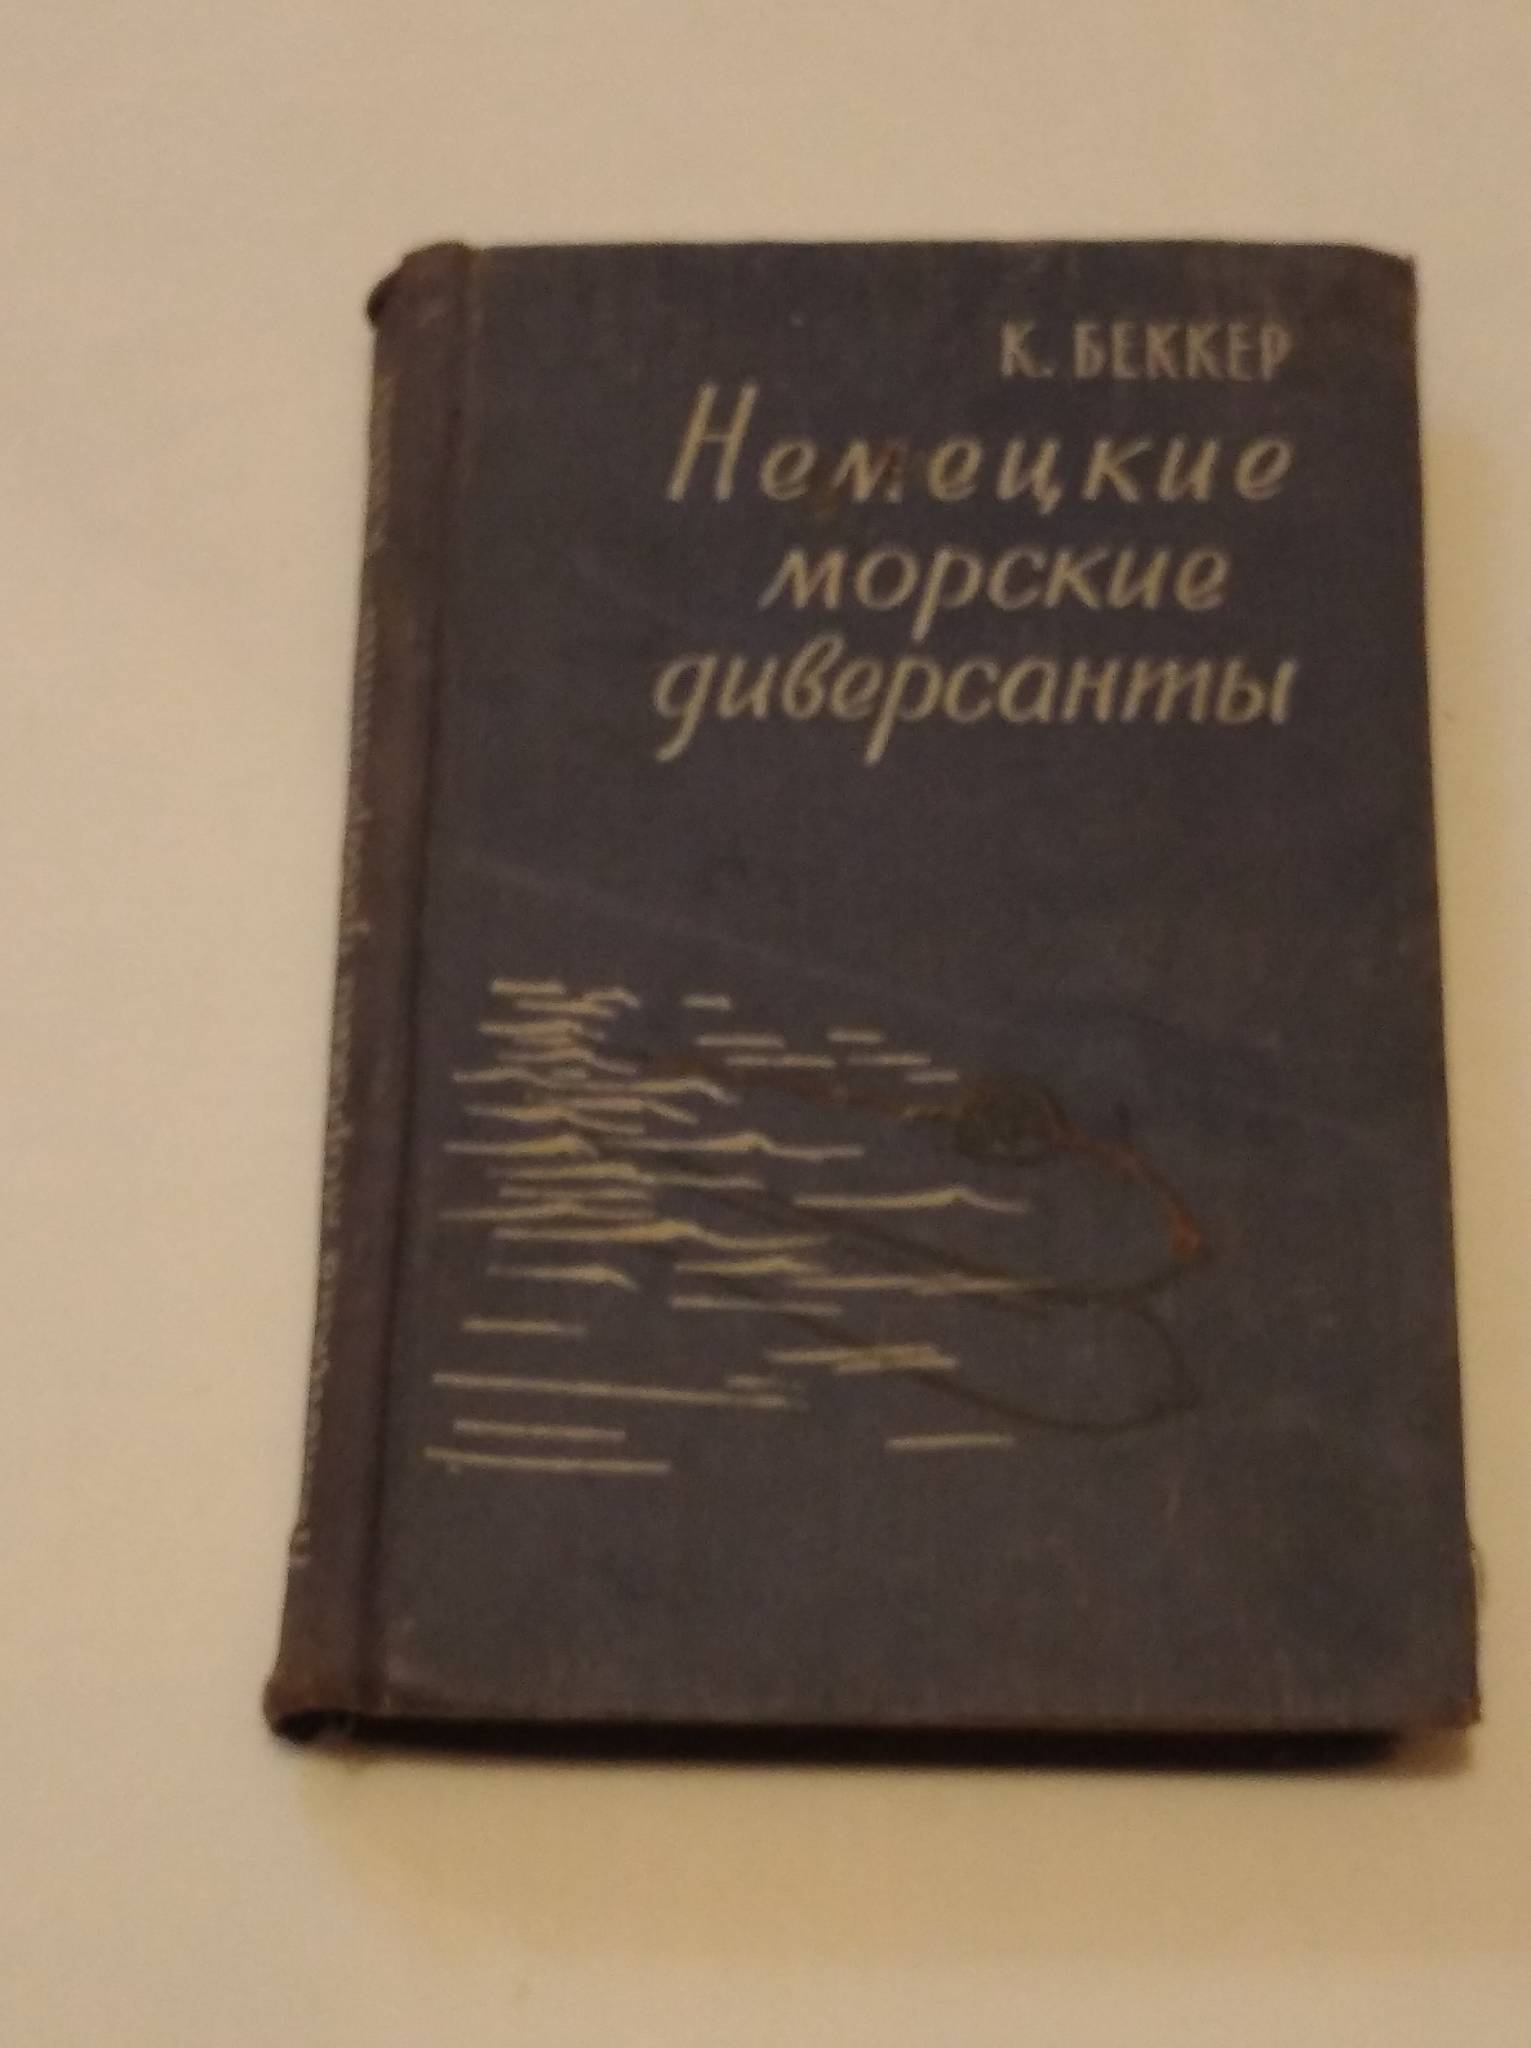 К. БЕККЕР
Немецкие
морские
диверсанты